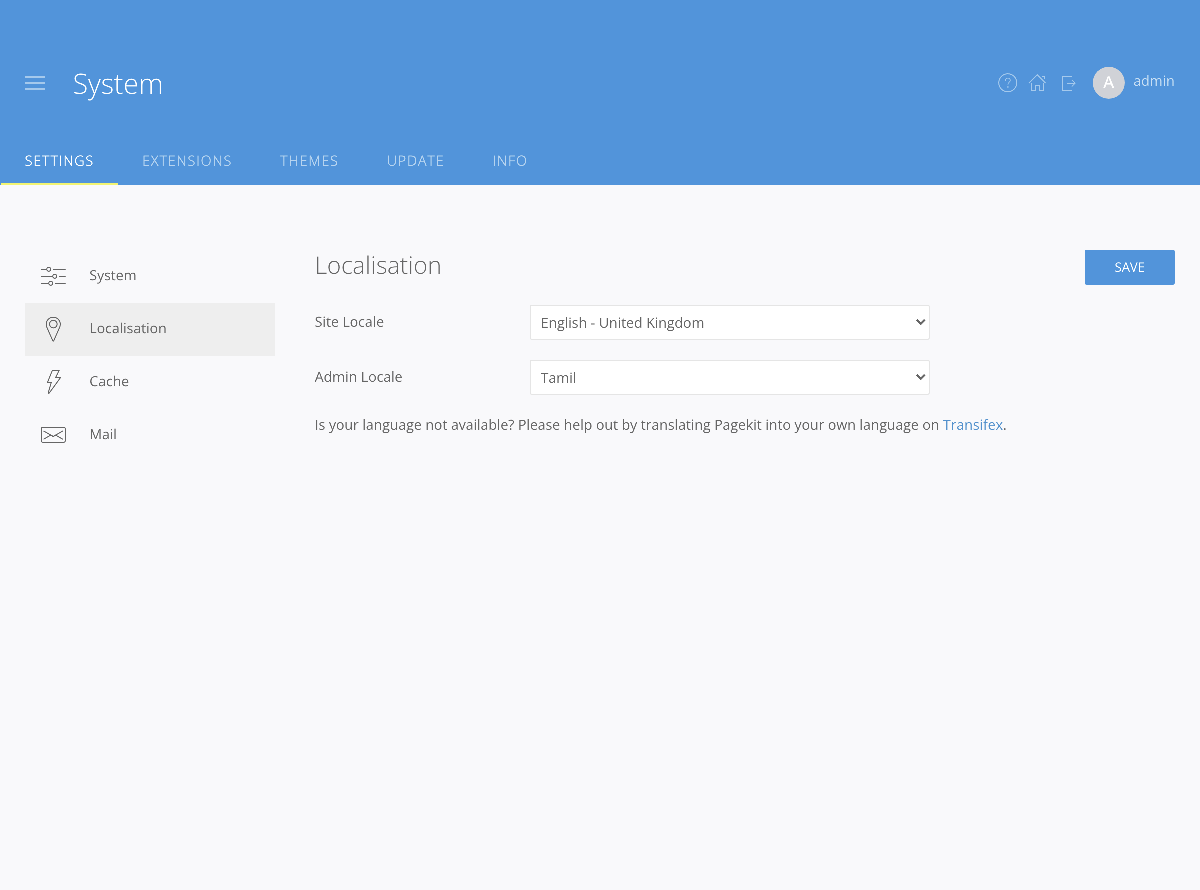 System
?
A
admin
SETTINGS
EXTENSIONS
THEMES
UPDATE
INFO
System
Localisation
Cache
Mail
Localisation
SAVE
Site Locale
English - United Kingdom
Admin Locale
Tamil
Is your language not available? Please help out by translating Pagekit into your own language on Transifex.